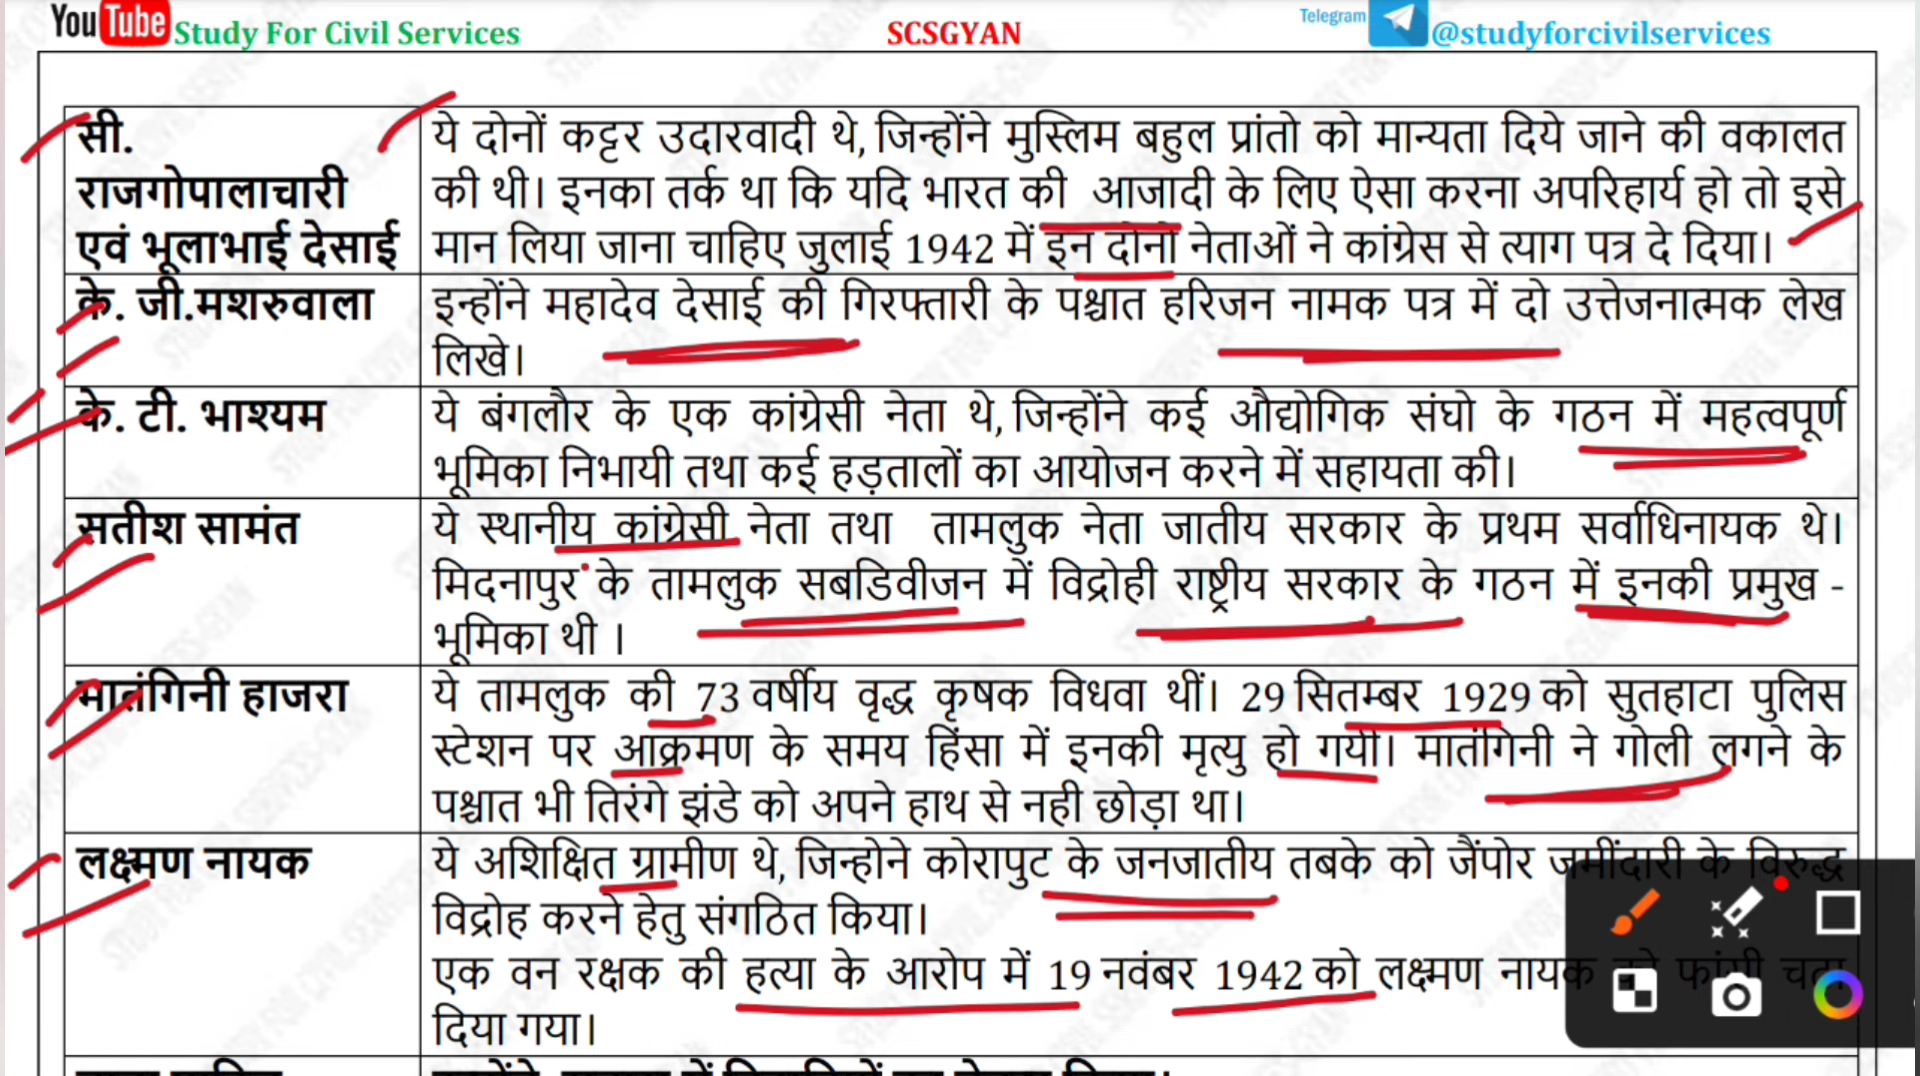 YouTube Study For Civil Services SCSGYAN Telegram @studyforcivilservices
सी.
राजगोपालाचारी
एवं भूलाभाई देसाई
ये दोनों कट्टर उदारवादी थे, जिन्होंने मुस्लिम बहुल प्रांतो को मान्यता दिये जाने की वकालत
की थी। इनका तर्क था कि यदि भारत की आजादी के लिए ऐसा करना अपरिहार्य हो तो इसे
मान लिया जाना चाहिए जुलाई 1942 में इन दोनो नेताओं ने कांग्रेस से त्याग पत्र दे दिया।
के. जी.मशरुवाला
इन्होंने महादेव देसाई की गिरफ्तारी के पश्चात हरिजन नामक पत्र में दो उत्तेजनात्मक लेख
लिखे।
के. टी. भाश्यम
ये बंगलौर के एक कांग्रेसी नेता थे, जिन्होंने कई औद्योगिक संघो के गठन में महत्वपूर्ण
भूमिका निभायी तथा कई हड़तालों का आयोजन करने में सहायता की।
सतीश सामंत
ये स्थानीय कांग्रेसी नेता तथा तामलुक नेता जातीय सरकार के प्रथम सर्वाधिनायक थे।
मिदनापुर के तामलुक सबडिवीजन में विद्रोही राष्ट्रीय सरकार के गठन में इनकी प्रमुख -
भूमिका थी ।
मातंगिनी हाजरा
ये तामलुक की 73 वर्षीय वृद्ध कृषक विधवा थीं। 29 सितम्बर 1929 को सुतहाटा पुलिस
स्टेशन पर आक्रमण के समय हिंसा में इनकी मृत्यु हो गयी। मातंगिनी ने गोली लगने के
पश्चात भी तिरंगे झंडे को अपने हाथ से नही छोड़ा था।
लक्ष्मण नायक
ये अशिक्षित ग्रामीण थे, जिन्होने कोरापुट के जनजातीय तबके को जैंपोर जमींदारी के विरुद्ध
विद्रोह करने हेतु संगठित किया।
एक वन रक्षक की हत्या के आरोप में 19 नवंबर 1942 को लक्ष्मण नायक को फांसी चढा
दिया गया।